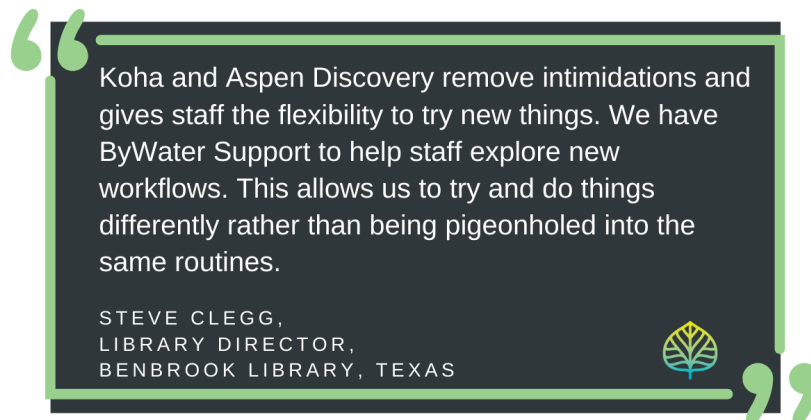 Koha and Aspen Discovery remove intimidations and
gives staff the flexibility to try new things. We have
ByWater Support to help staff explore new
workflows. This allows us to try and do things
differently rather than being pigeonholed into the
same routines.
STEVE CLEGG,
LIBRARY DIRECTOR,
BENBROOK LIBRARY, TEXAS